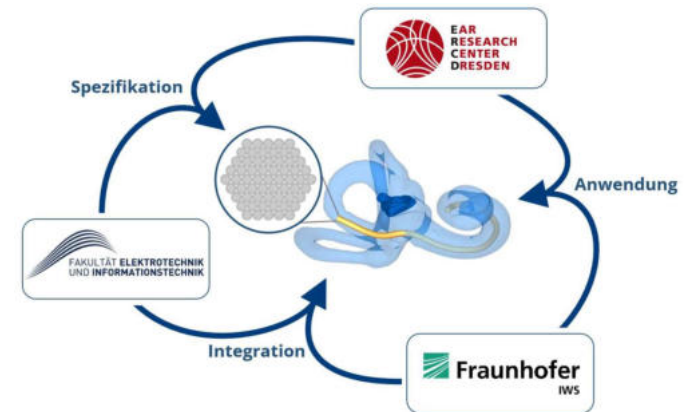 EAR
RESEARCH
CENTER
DRESDEN
Spezifikation
Anwendung
FAKULTÄT ELEKTROTECHNIK
UND INFORMATIONSTECHNIK
Integration
Fraunhofer
IWS